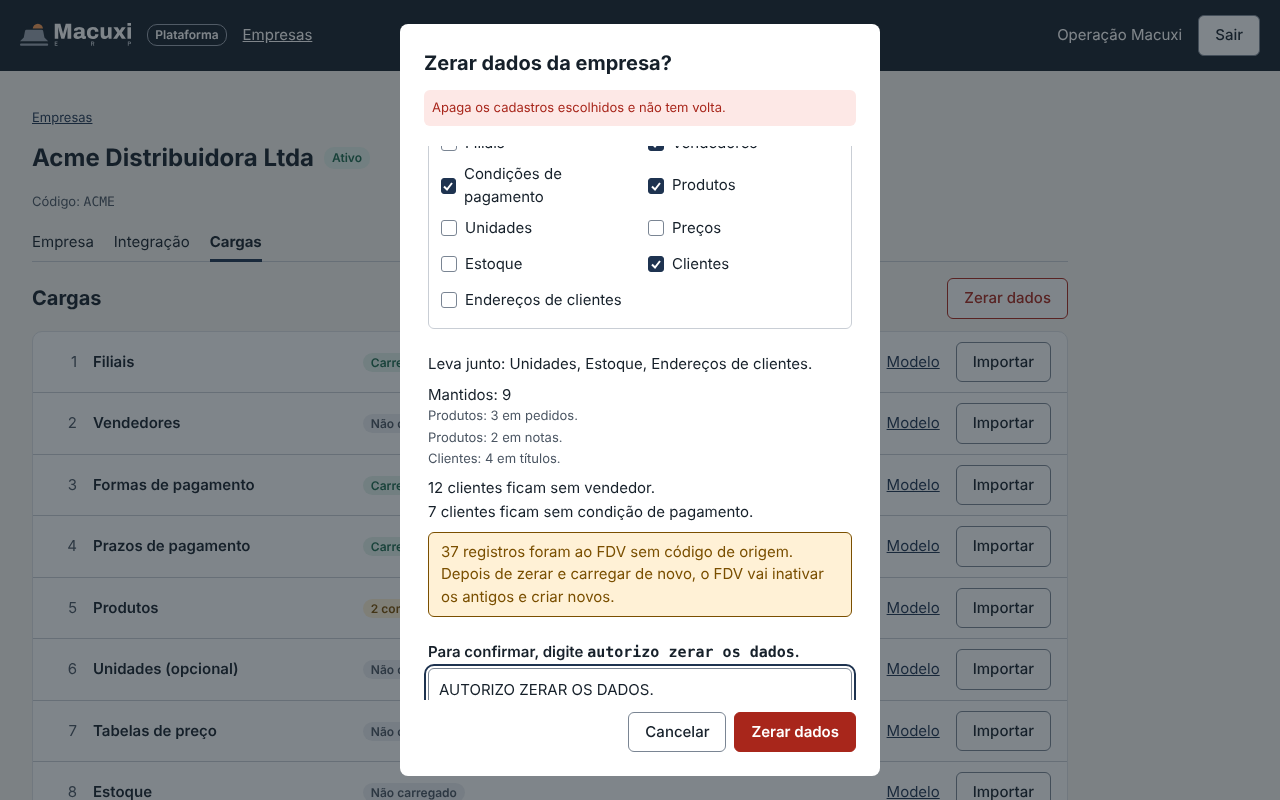 Macuxi
ERP
Plataforma
Empresas
Operação Macuxi
Sair
Empresas
Acme Distribuidora Ltda
Ativo
Código: ACME
Empresa
Integração
Cargas
Cargas
Zerar dados
1
Filiais
Modelo
Importar
2
Vendedores
Modelo
Importar
3
Formas de pagamento
Modelo
Importar
4
Prazos de pagamento
Modelo
Importar
5
Produtos
Modelo
Importar
6
Unidades (opcional)
Modelo
Importar
7
Tabelas de preço
Modelo
Importar
8
Estoque
Não carregado
Modelo
Importar
Zerar dados da empresa?
Apaga os cadastros escolhidos e não tem volta.
Filiais
Vendedores
Condições de
pagamento
Produtos
Unidades
Preços
Estoque
Clientes
Endereços de clientes
Leva junto: Unidades, Estoque, Endereços de clientes.
Mantidos: 9
Produtos: 3 em pedidos.
Produtos: 2 em notas.
Clientes: 4 em títulos.
12 clientes ficam sem vendedor.
7 clientes ficam sem condição de pagamento.
37 registros foram ao FDV sem código de origem.
Depois de zerar e carregar de novo, o FDV vai inativar
os antigos e criar novos.
Para confirmar, digite autorizo zerar os dados.
AUTORIZO ZERAR OS DADOS.
Cancelar
Zerar dados